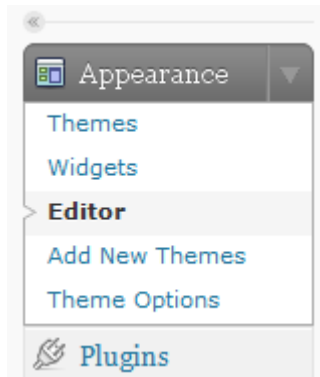 Appearance
Themes
Widgets
Editor
Add New Themes
Theme Options
Plugins